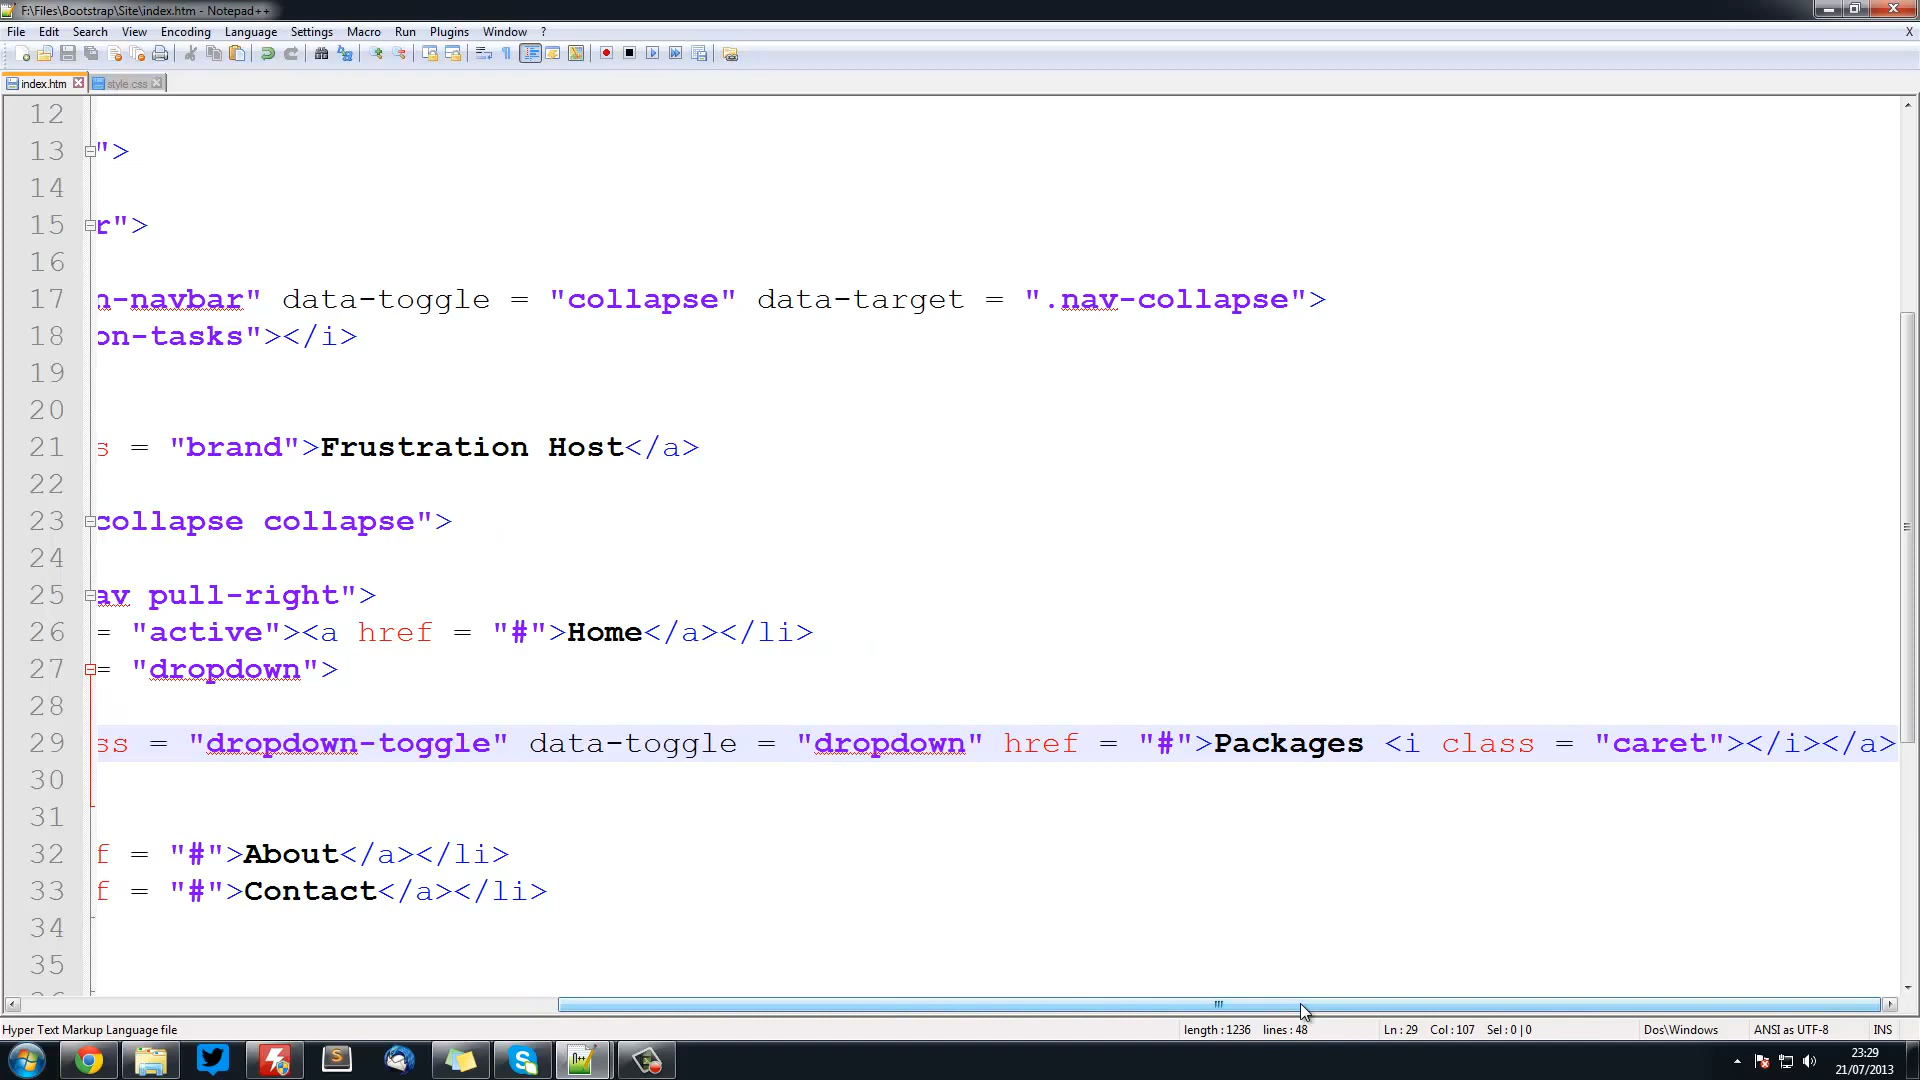 F:\Files\Bootstrap\Site\index.htm - Notepad++
File Edit Search View Encoding Language Settings Macro Run Plugins Window ? X
index.htm style.css
12
13 ">
14
15 r">
16
17 n-navbar" data-toggle = "collapse" data-target = ".nav-collapse">
18 on-tasks"></i>
19
20
21 s = "brand">Frustration Host</a>
22
23 collapse collapse">
24
25 av pull-right">
26 = "active"><a href = "#">Home</a></li>
27 = "dropdown">
28
29 ss = "dropdown-toggle" data-toggle = "dropdown" href = "#">Packages <i class = "caret"></i></a>
30
31
32 f = "#">About</a></li>
33 f = "#">Contact</a></li>
34
35
Hyper Text Markup Language file length : 1236 lines : 48 Ln : 29 Col : 107 Sel : 0 | 0 Dos\Windows ANSI as UTF-8 INS
23:29
21/07/2013